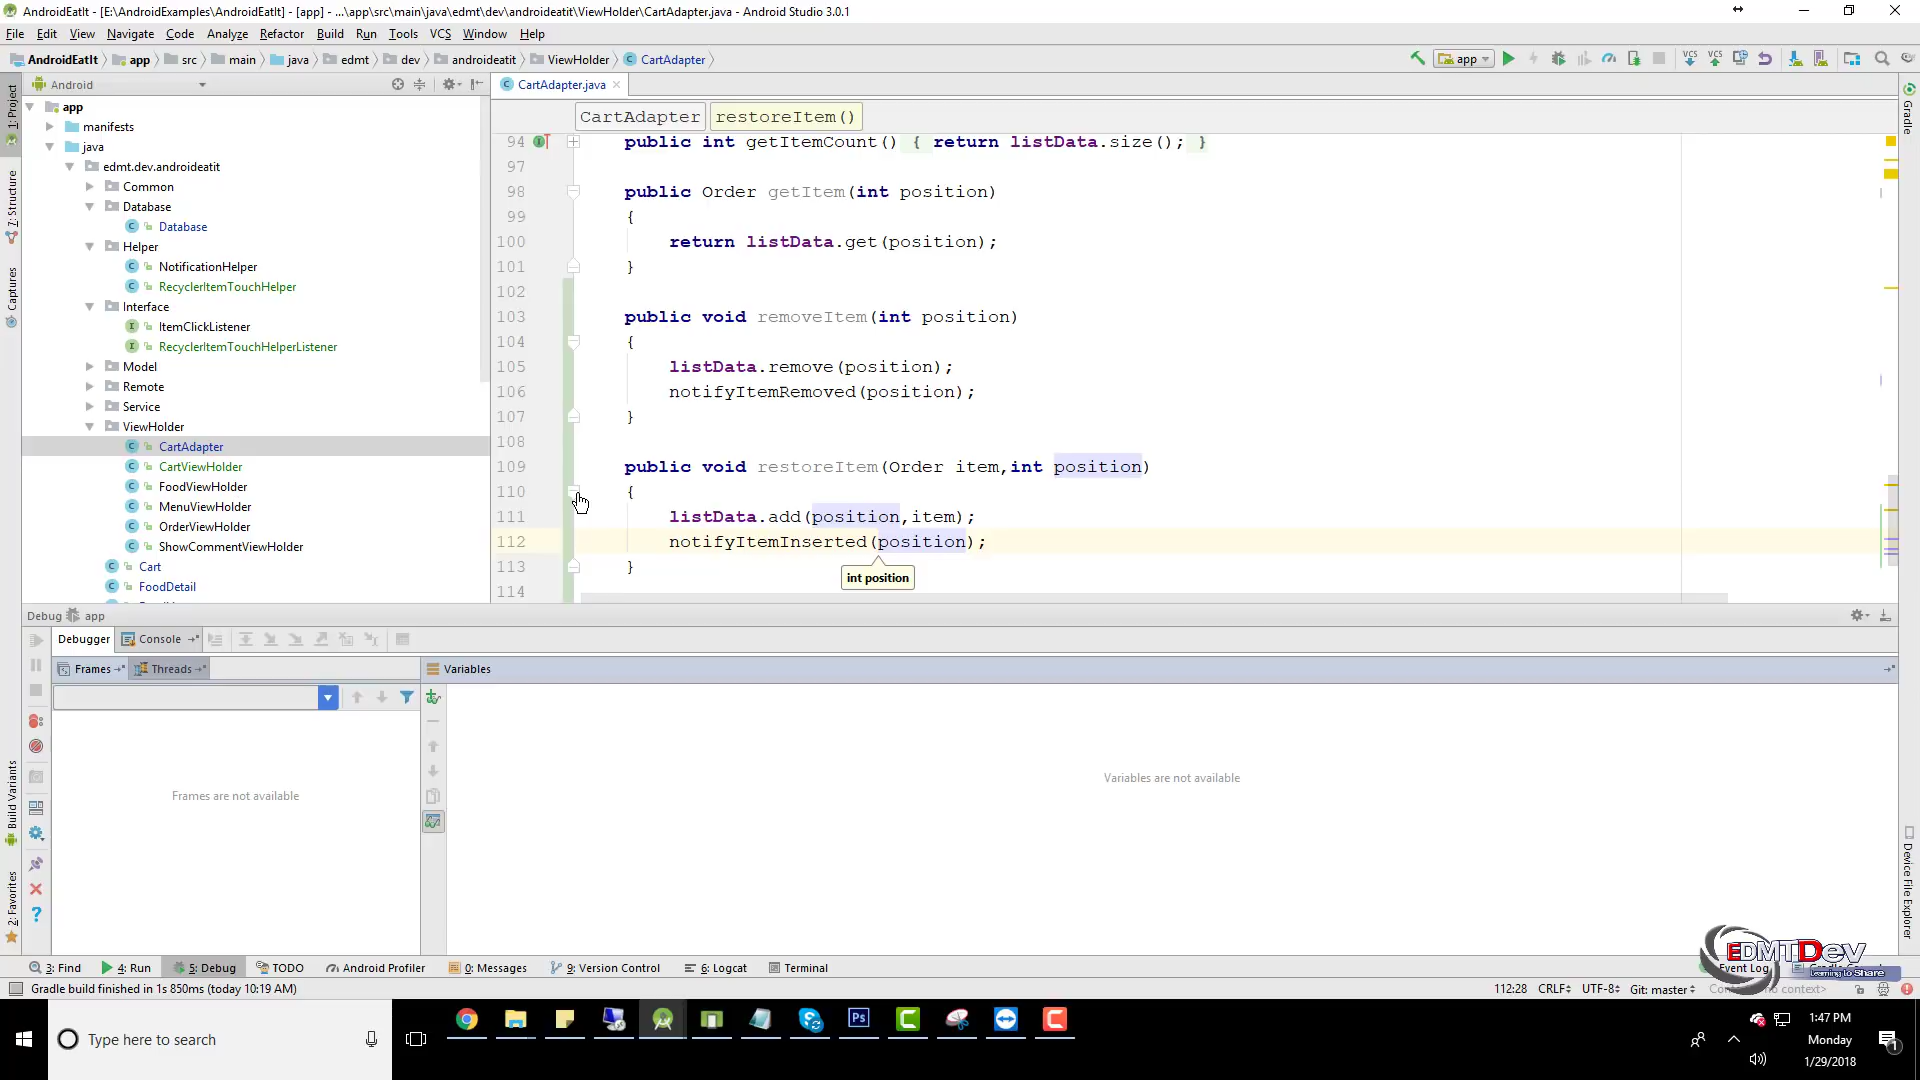 AndroidEatIt - [E:\AndroidExamples\AndroidEatIt] - [app] - ...\app\src\main\java\edmt\dev\androideatit\ViewHolder\CartAdapter.java - Android Studio 3.0.1
File Edit View Navigate Code Analyze Refactor Build Run Tools VCS Window Help
AndroidEatIt app src main java edmt dev androideatit ViewHolder CartAdapter app
Android
CartAdapter.java
1: Project
7: Structure
Captures
Build Variants
2: Favorites
Gradle
Device File Explorer
app
manifests
java
edmt.dev.androideatit
Common
Database
Database
Helper
NotificationHelper
RecyclerItemTouchHelper
Interface
ItemClickListener
RecyclerItemTouchHelperListener
Model
Remote
Service
ViewHolder
CartAdapter
CartViewHolder
FoodViewHolder
MenuViewHolder
OrderViewHolder
ShowCommentViewHolder
Cart
FoodDetail
CartAdapter restoreItem()
94 public int getItemCount() { return listData.size(); }
97
98 public Order getItem(int position)
99 {
100 return listData.get(position);
101 }
102
103 public void removeItem(int position)
104 {
105 listData.remove(position);
106 notifyItemRemoved(position);
107 }
108
109 public void restoreItem(Order item,int position)
110 {
111 listData.add(position,item);
112 notifyItemInserted(position);
113 }
int position
114
Debug app
Debugger Console
Frames Threads
Variables
Frames are not available
Variables are not available
3: Find 4: Run 5: Debug TODO Android Profiler 0: Messages 9: Version Control 6: Logcat Terminal Event Log
EDMTDev
Learning to Share
Gradle build finished in 1s 850ms (today 10:19 AM)
112:28 CRLF UTF-8 Git: master
Type here to search
Ps
1:47 PM
Monday
1/29/2018
1